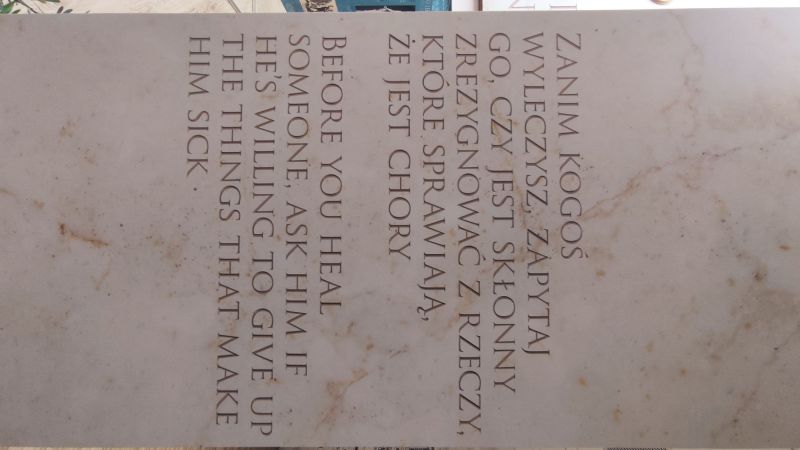 ZANIM KOGOŚ
WYLECZYSZ, ZAPYTAJ
GO, CZY JEST SKŁONNY
ZREZYGNOWAĆ Z RZECZY,
KTÓRE SPRAWIAJĄ,
ŻE JEST CHORY
BEFORE YOU HEAL
SOMEONE, ASK HIM IF
HE'S WILLING TO GIVE UP
THE THINGS THAT MAKE
HIM SICK .